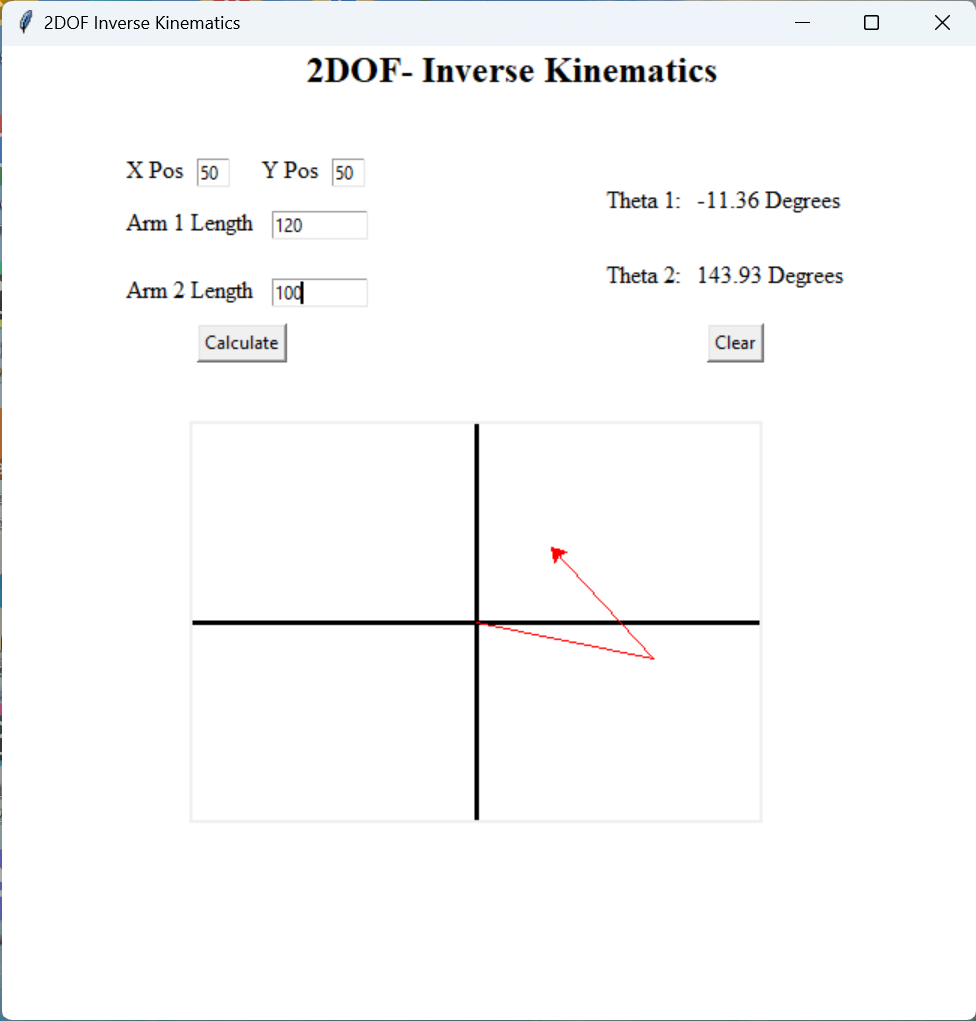 2DOF Inverse Kinematics
2DOF- Inverse Kinematics
X Pos 50 Y Pos 50
Theta 1: -11.36 Degrees
Arm 1 Length 120
Theta 2: 143.93 Degrees
Arm 2 Length 100
Calculate Clear